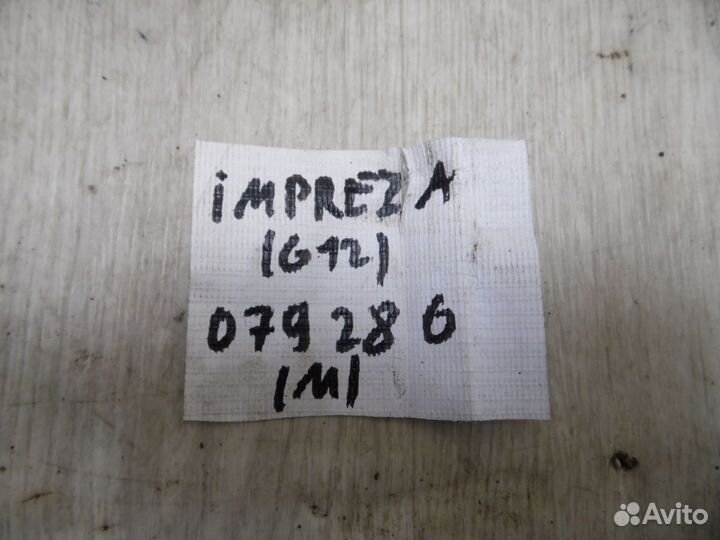 iMPREZA
(G12)
079286
(M)
Avito